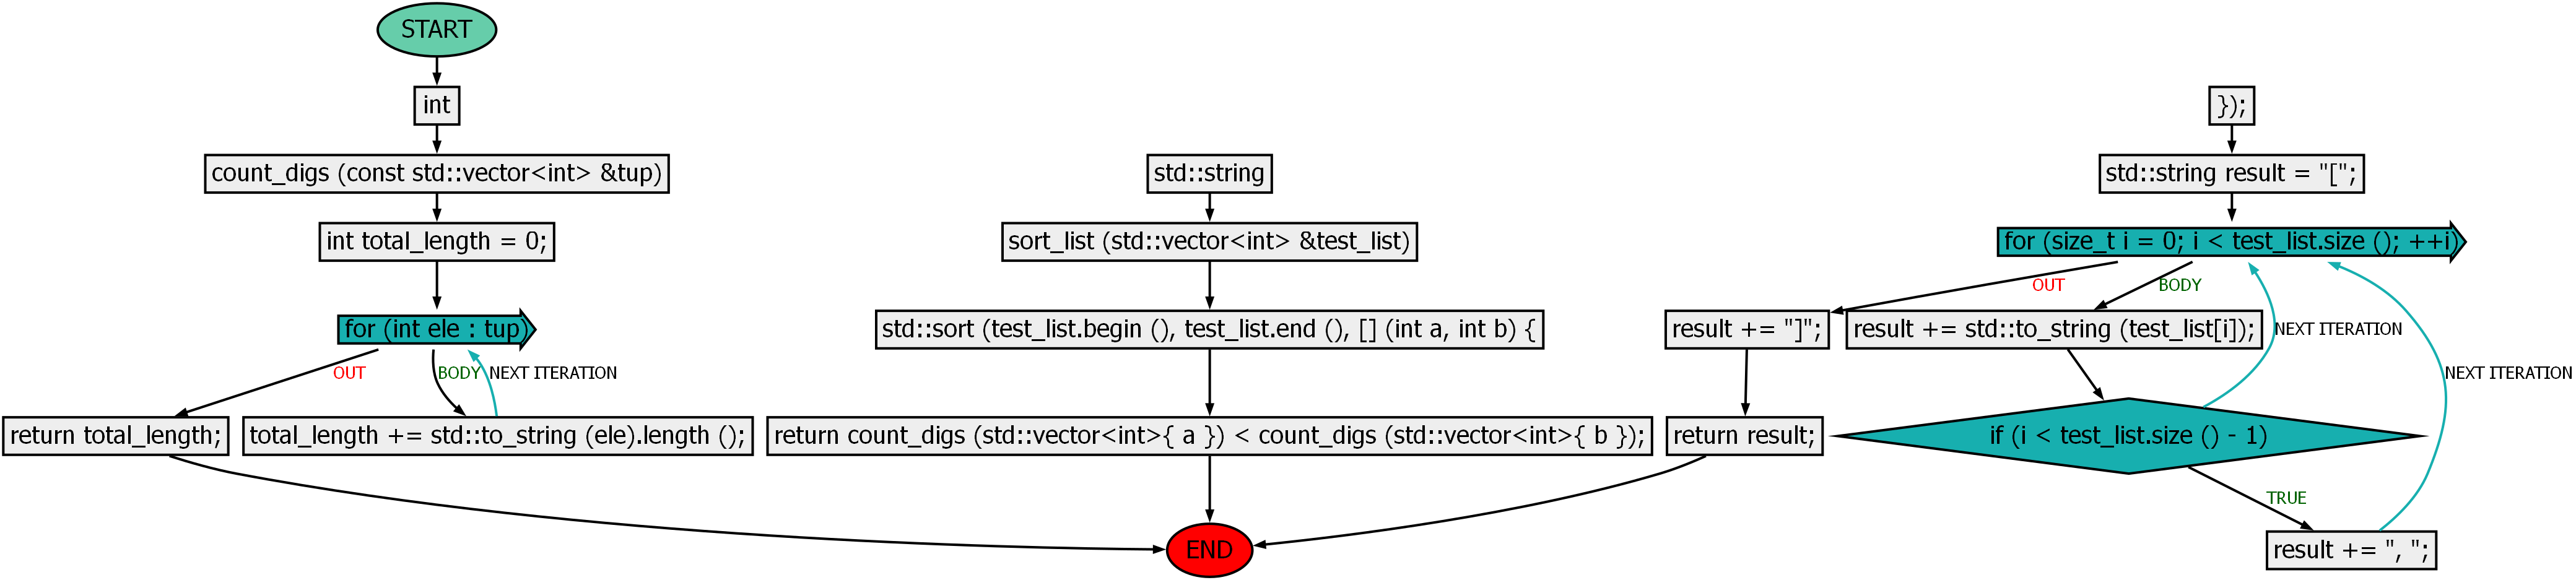 START
int
count_digs (const std::vector<int> &tup)
int total_length = 0;
for (int ele : tup)
OUT
BODY
NEXT ITERATION
return total_length;
total_length += std::to_string (ele).length ();
std::string
sort_list (std::vector<int> &test_list)
std::sort (test_list.begin (), test_list.end (), [] (int a, int b) {
return count_digs (std::vector<int>{ a }) < count_digs (std::vector<int>{ b });
END
});
std::string result = "[";
for (size_t i = 0; i < test_list.size (); ++i)
OUT
BODY
result += "]";
result += std::to_string (test_list[i]);
NEXT ITERATION
NEXT ITERATION
return result;
if (i < test_list.size () - 1)
TRUE
result += ", ";